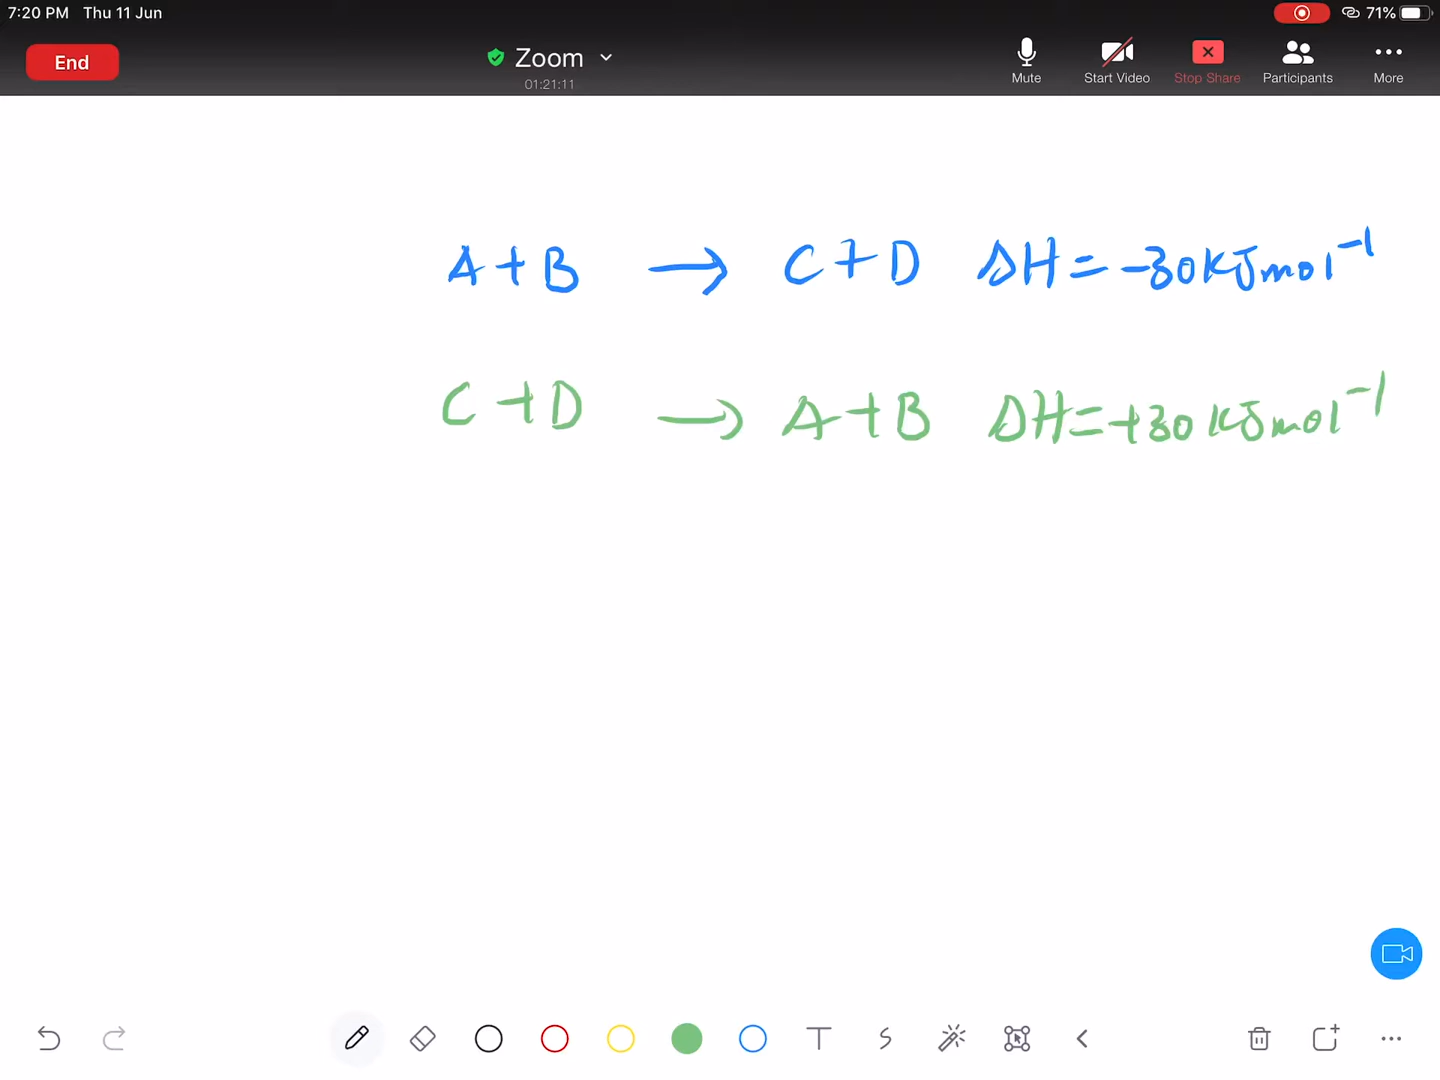 7:20 PM Thu 11 Jun 71%
End Zoom Mute Start Video Stop Share Participants More
01:21:11
A + B → C + D ΔH = -30 KJ mol⁻¹
C + D → A + B ΔH = +30 KJ mol⁻¹